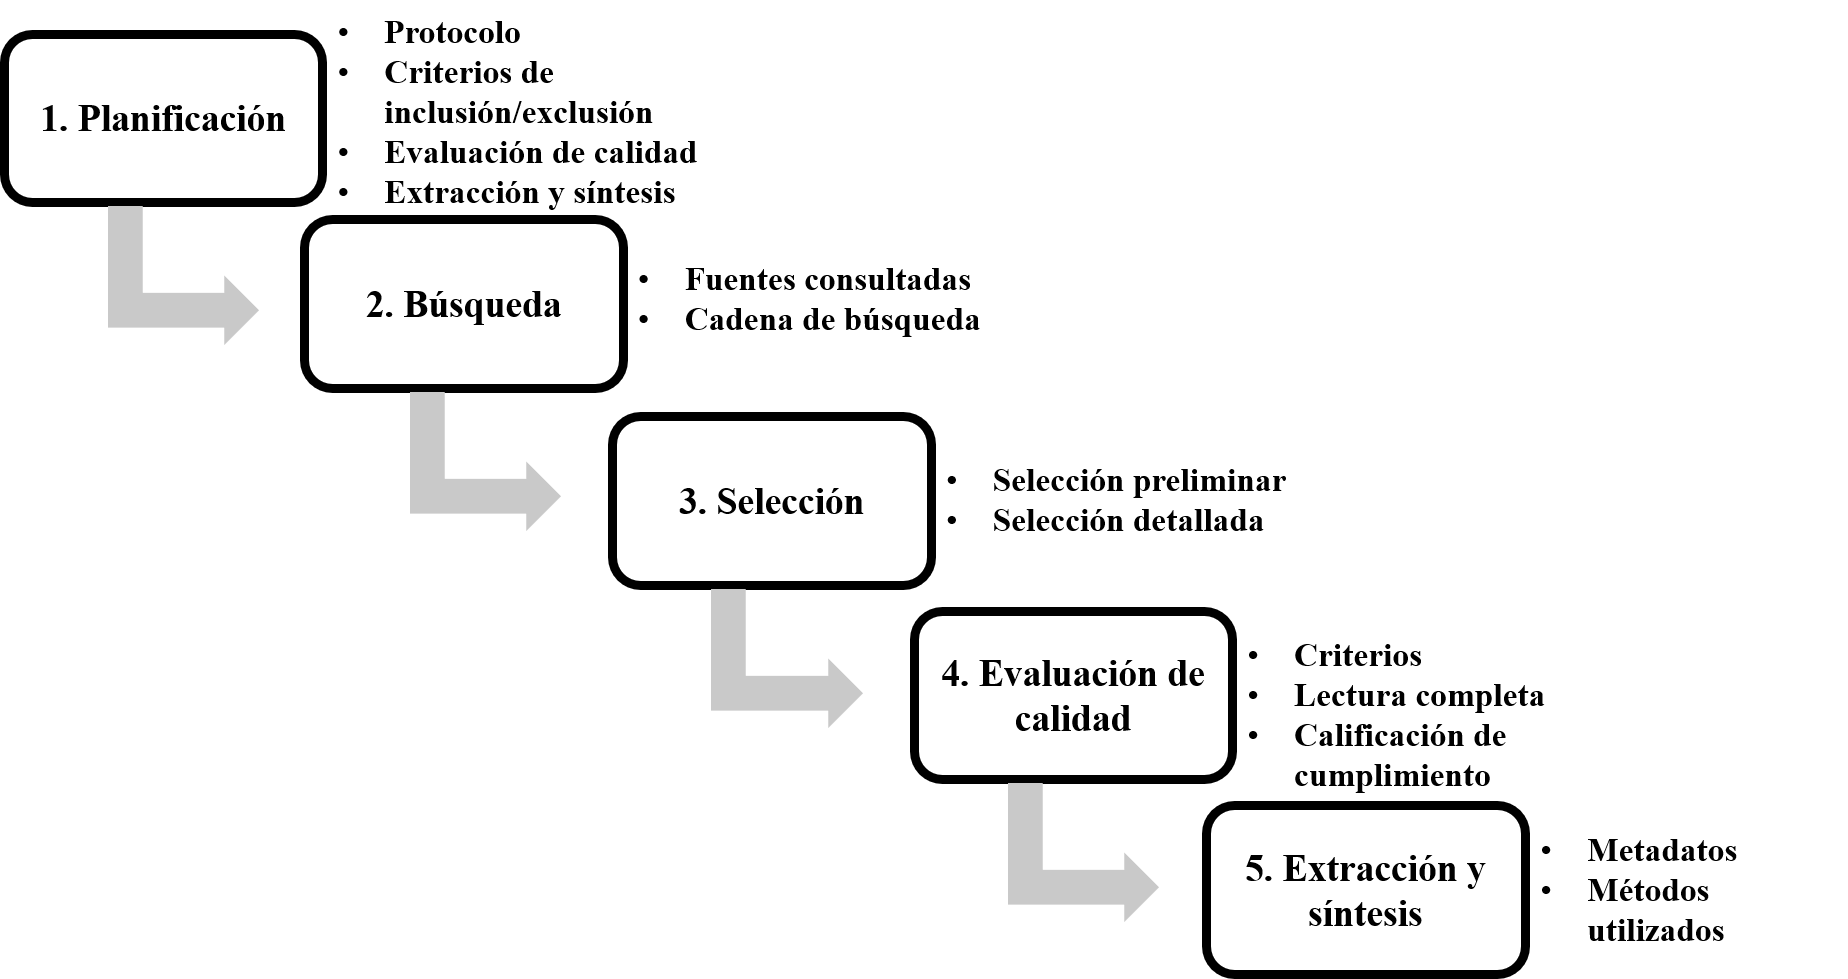 1. Planificación
• Protocolo
• Criterios de
inclusión/exclusión
• Evaluación de calidad
• Extracción y síntesis
2. Búsqueda
• Fuentes consultadas
• Cadena de búsqueda
3. Selección
• Selección preliminar
• Selección detallada
4. Evaluación de
calidad
• Criterios
• Lectura completa
• Calificación de
cumplimiento
5. Extracción y
síntesis
• Metadatos
• Métodos
utilizados